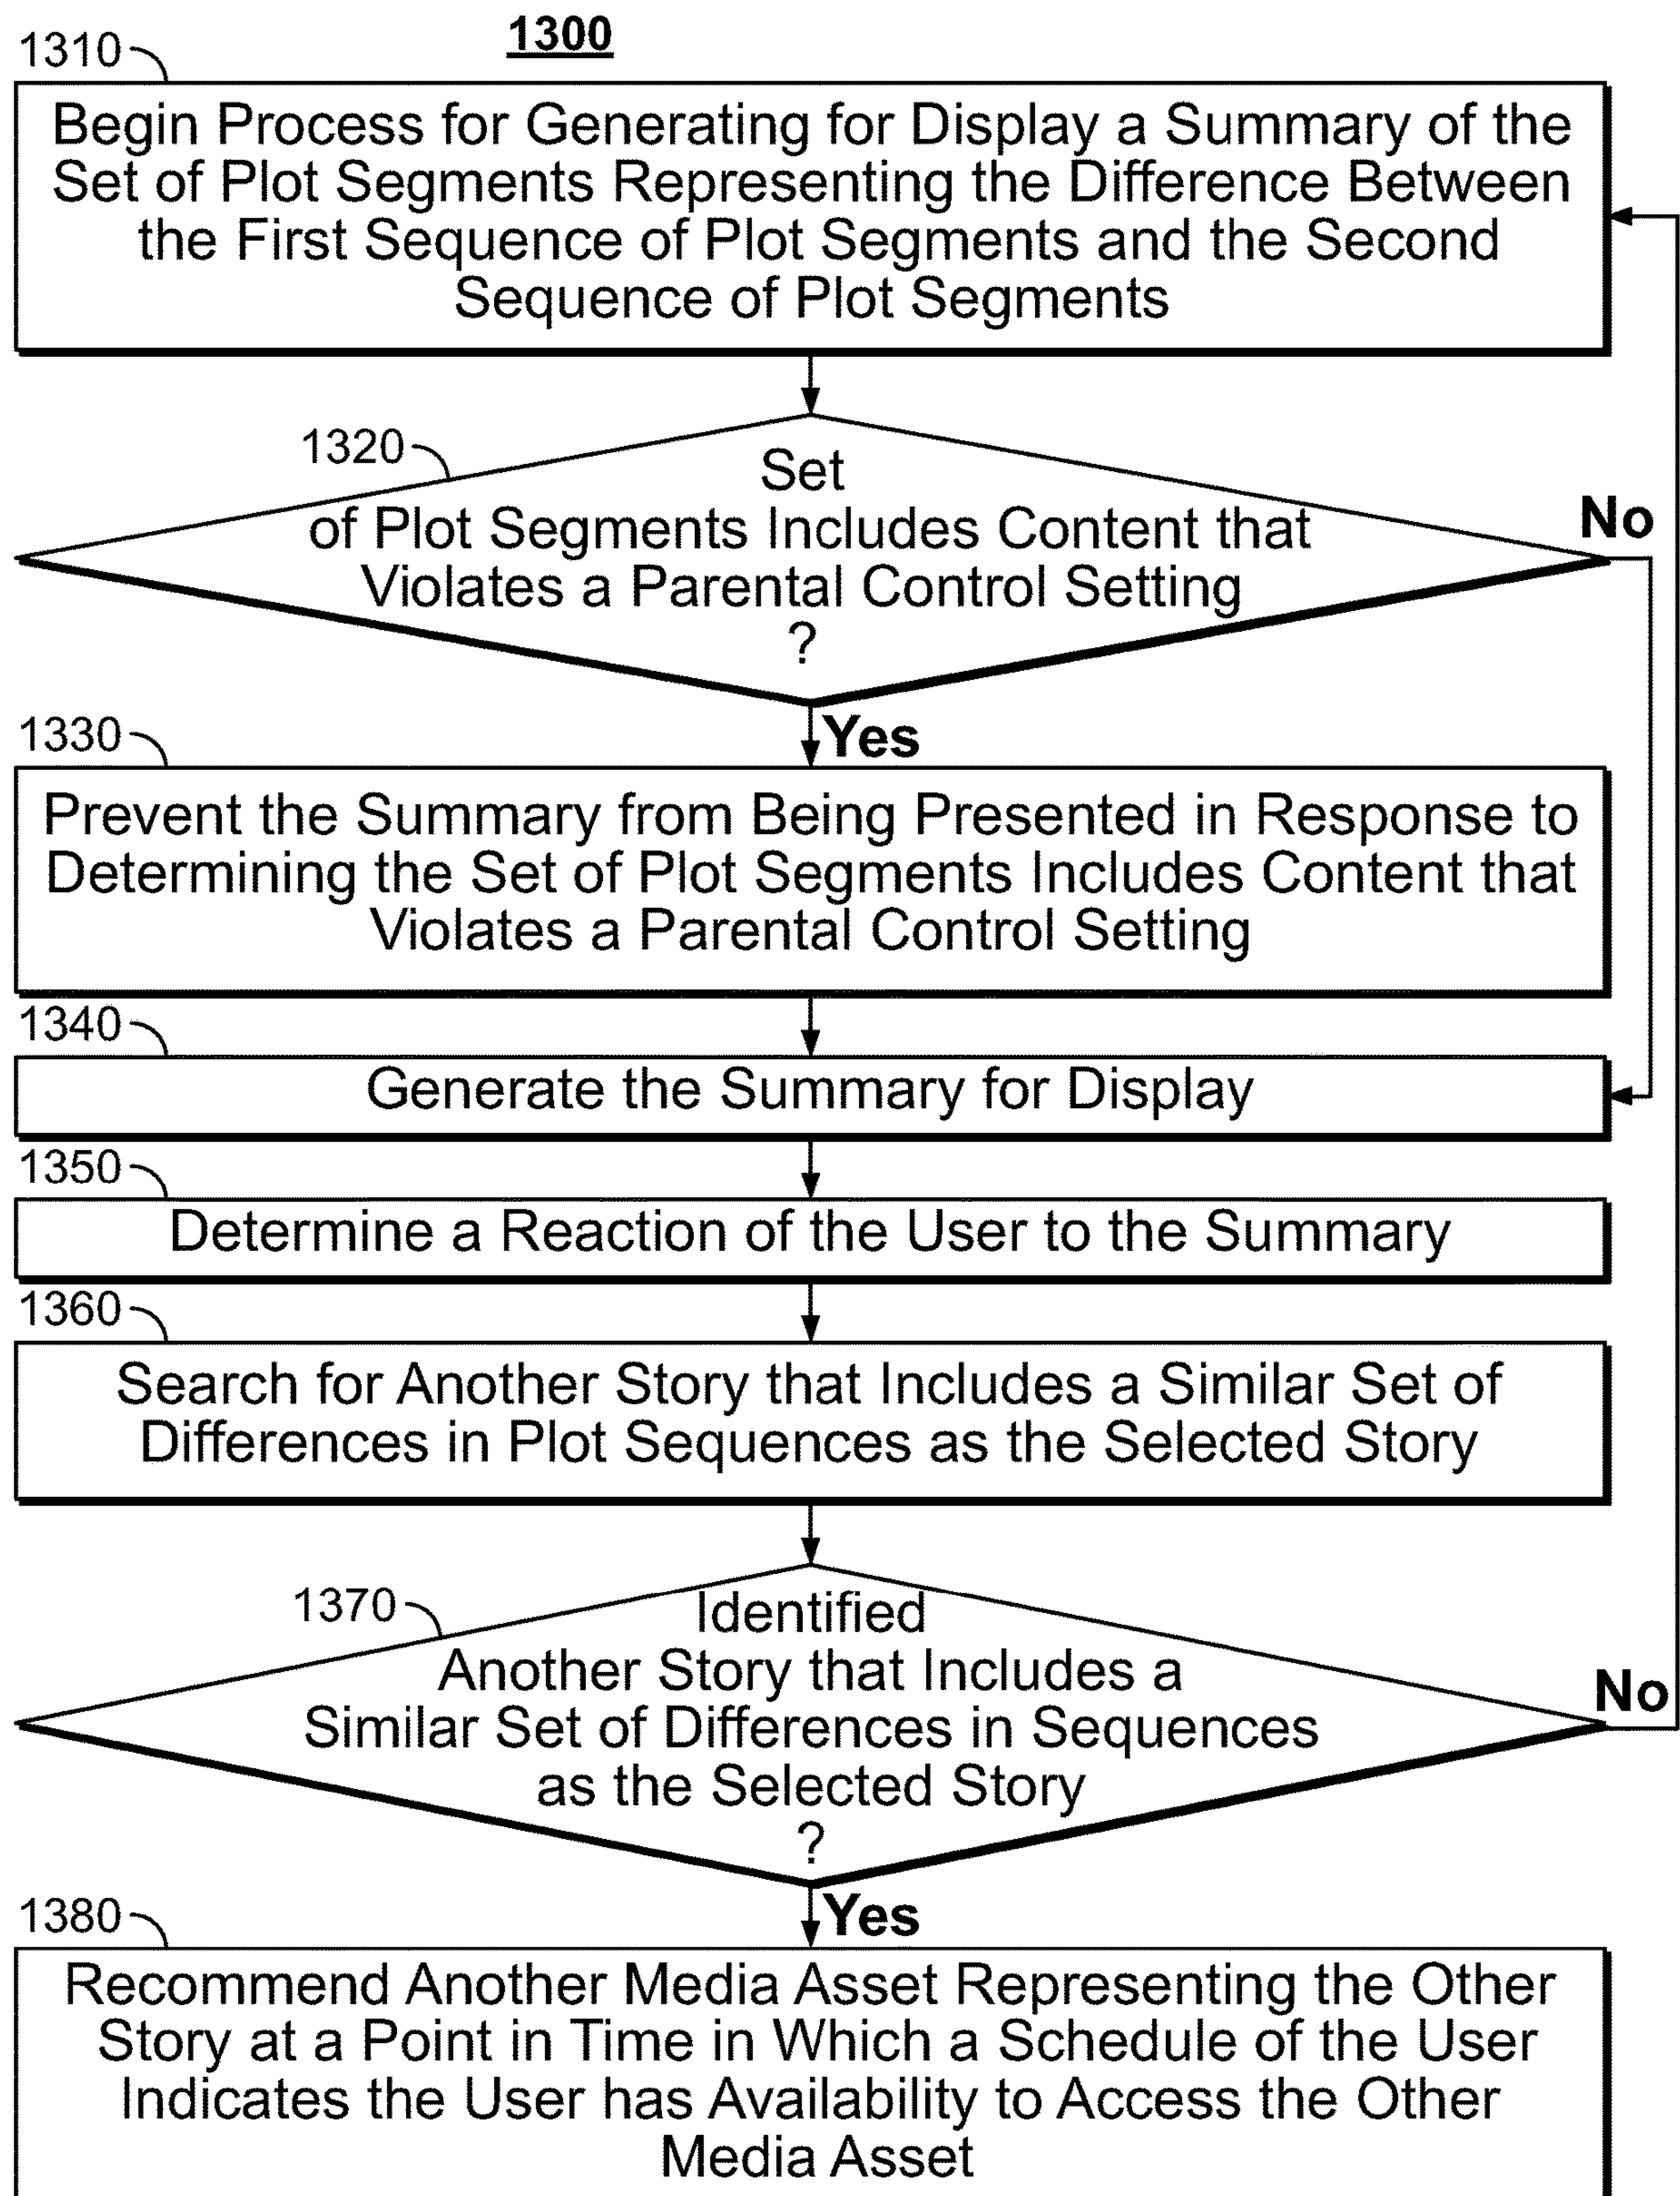 1300
1310
Begin Process for Generating for Display a Summary of the
Set of Plot Segments Representing the Difference Between
the First Sequence of Plot Segments and the Second
Sequence of Plot Segments
1320
Set
of Plot Segments Includes Content that
Violates a Parental Control Setting
?
No
Yes
1330
Prevent the Summary from Being Presented in Response to
Determining the Set of Plot Segments Includes Content that
Violates a Parental Control Setting
1340
Generate the Summary for Display
1350
Determine a Reaction of the User to the Summary
1360
Search for Another Story that Includes a Similar Set of
Differences in Plot Sequences as the Selected Story
1370
Identified
Another Story that Includes a
Similar Set of Differences in Sequences
as the Selected Story
?
No
Yes
1380
Recommend Another Media Asset Representing the Other
Story at a Point in Time in Which a Schedule of the User
Indicates the User has Availability to Access the Other
Media Asset